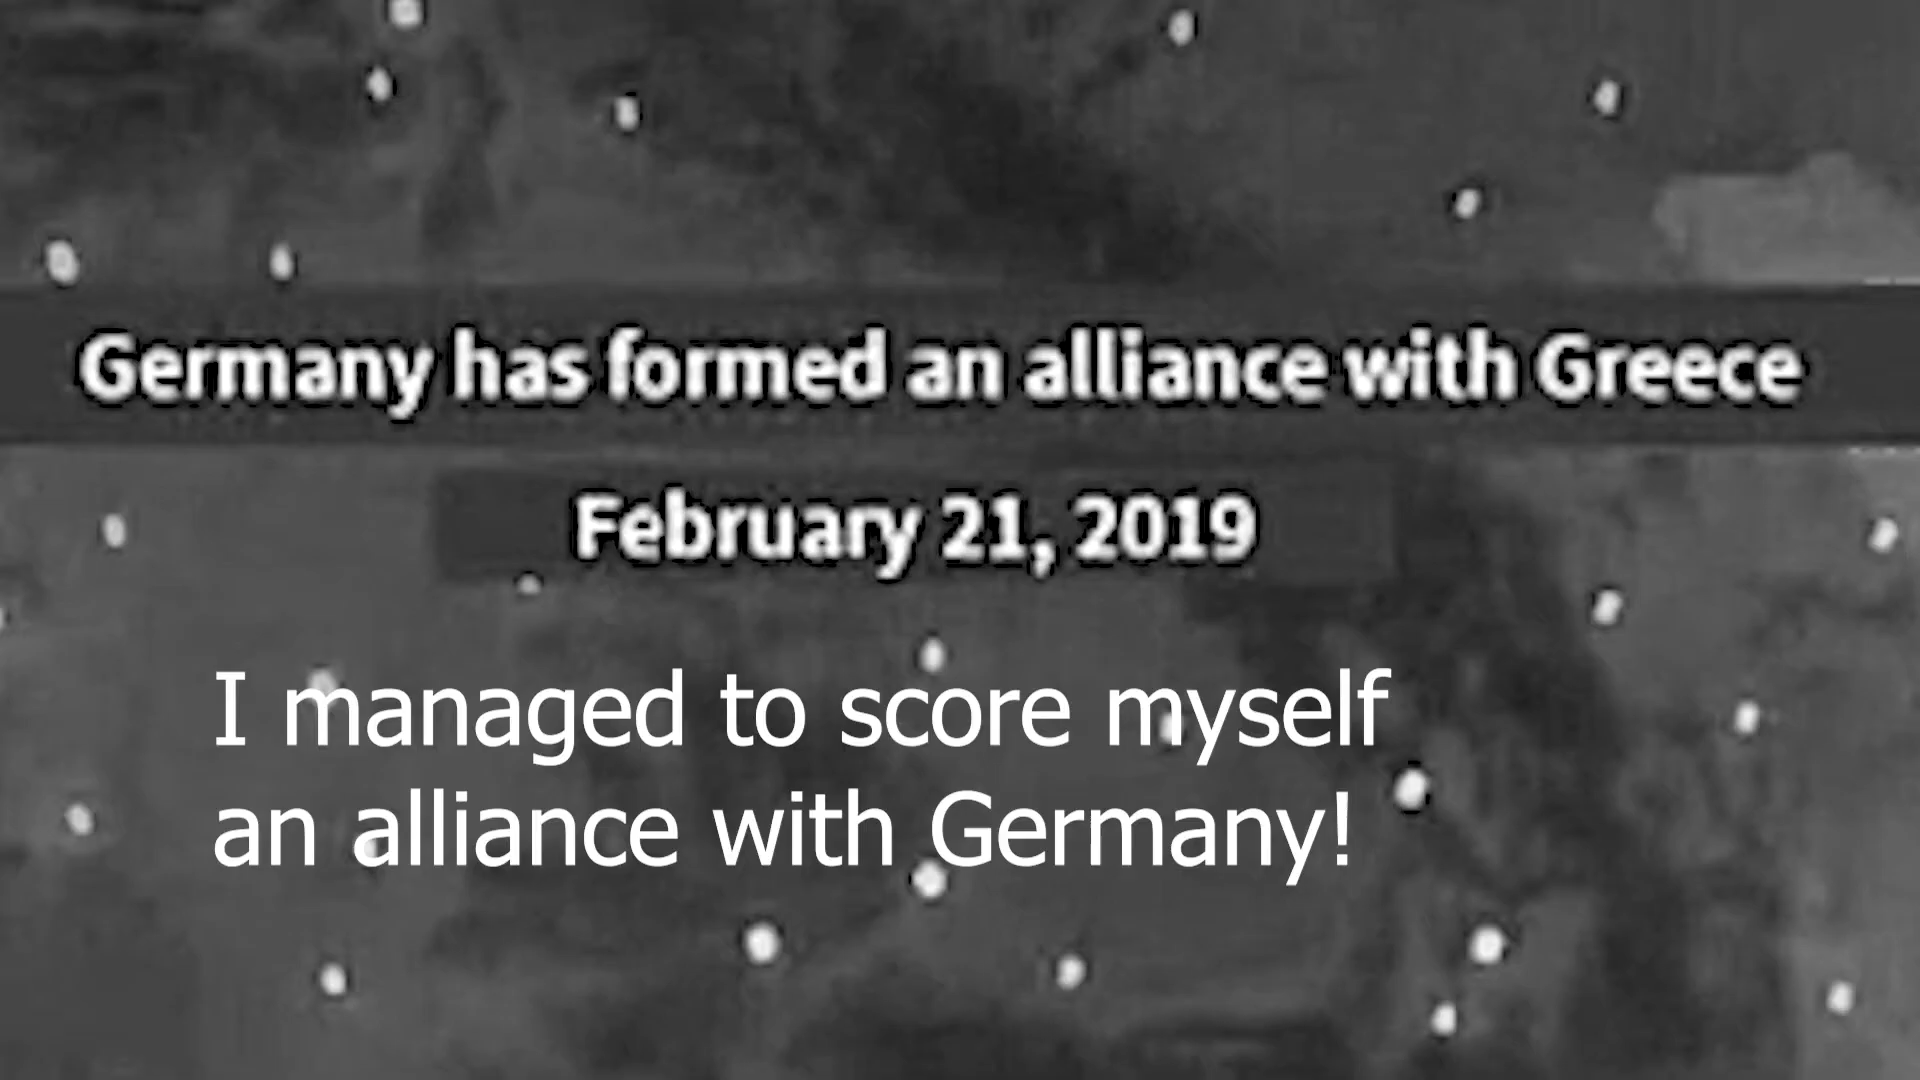 Germany has formed an alliance with Greece
February 21, 2019
I managed to score myself
an alliance with Germany!